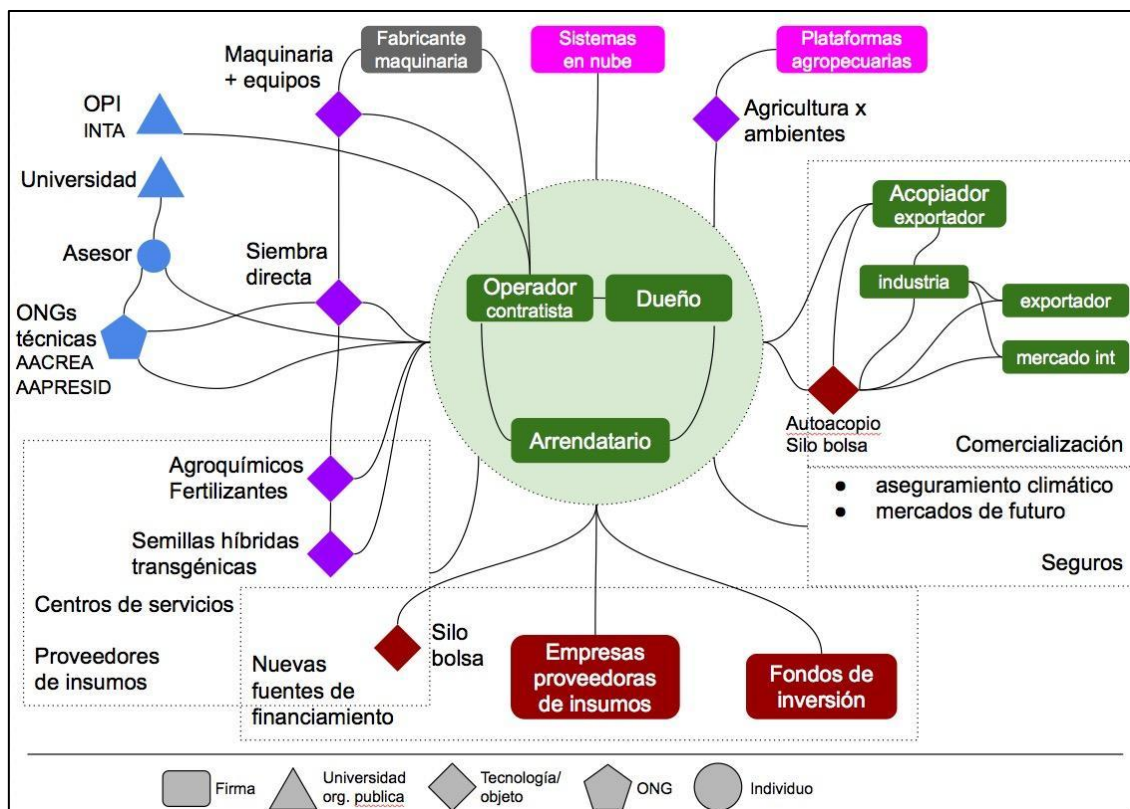 Maquinaria
+ equipos
Fabricante
maquinaria
Sistemas
en nube
Plataformas
agropecuarias
OPI
INTA
Agricultura x
ambientes
Universidad
Asesor
Siembra
directa
ONGs
técnicas
AACREA
AAPRESID
Operador
contratista
Dueño
Arrendatario
Acopiador
exportador
industria
exportador
mercado int
Autoacopio
Silo bolsa
Comercialización
● aseguramiento climático
● mercados de futuro
Seguros
Agroquímicos
Fertilizantes
Semillas híbridas
transgénicas
Centros de servicios
Proveedores
de insumos
Silo
bolsa
Nuevas
fuentes de
financiamiento
Empresas
proveedoras
de insumos
Fondos de
inversión
Firma
Universidad
org. publica
Tecnología/
objeto
ONG
Individuo